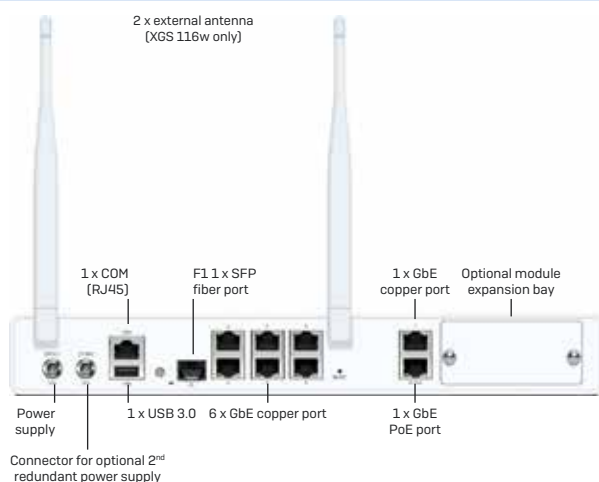 2 x external antenna
(XGS 116w only)
1 x COM
(RJ45)
F1 1 x SFP
fiber port
1 x GbE
copper port
Optional module
expansion bay
Power
supply
1 x USB 3.0
6 x GbE copper port
1 x GbE
PoE port
Connector for optional 2nd
redundant power supply